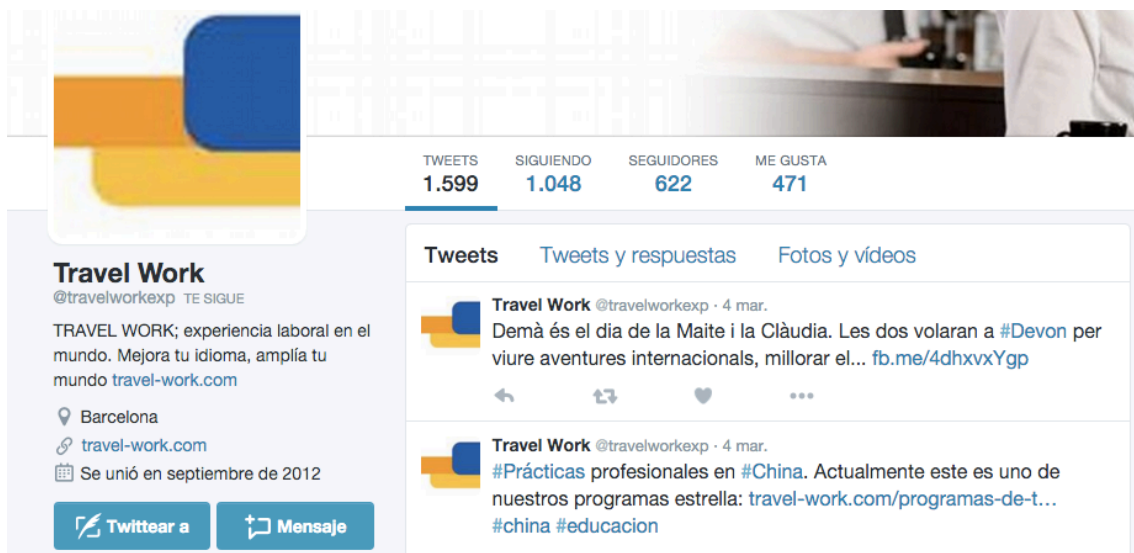 TWEETS SIGUIENDO SEGUIDORES ME GUSTA
1.599 1.048 622 471
Travel Work
@travelworkexp TE SIGUE
TRAVEL WORK; experiencia laboral en el
mundo. Mejora tu idioma, amplía tu
mundo travel-work.com
Barcelona
travel-work.com
Se unió en septiembre de 2012
Twittear a Mensaje
Tweets Tweets y respuestas Fotos y vídeos
Travel Work @travelworkexp · 4 mar.
Demà és el dia de la Maite i la Clàudia. Les dos volaran a #Devon per
viure aventures internacionals, millorar el... fb.me/4dhxvxYgp
Travel Work @travelworkexp · 4 mar.
#Prácticas profesionales en #China. Actualmente este es uno de
nuestros programas estrella: travel-work.com/programas-de-t…
#china #educacion